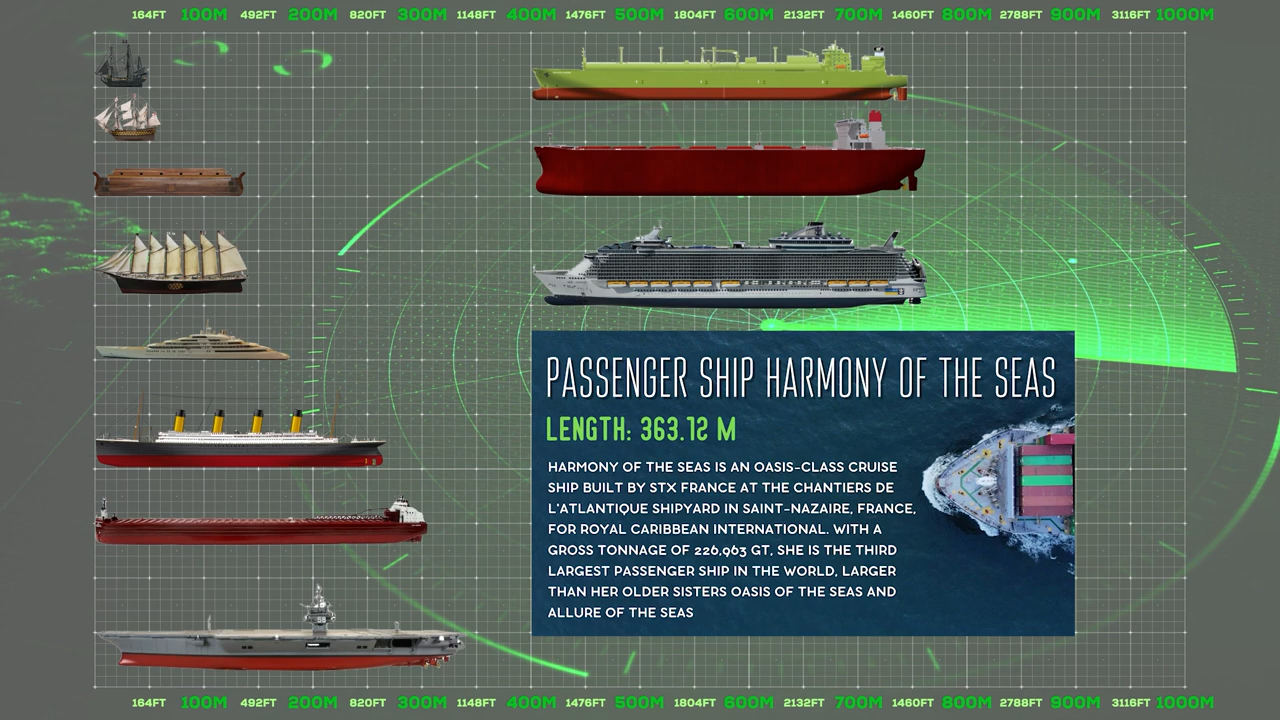 164FT 100M 492FT 200M 820FT 300M 1148FT 400M 1476FT 500M 1804FT 600M 2132FT 700M 1460FT 800M 2788FT 900M 3116FT 1000M
PASSENGER SHIP HARMONY OF THE SEAS
LENGTH: 363.12 M
HARMONY OF THE SEAS IS AN OASIS-CLASS CRUISE
SHIP BUILT BY STX FRANCE AT THE CHANTIERS DE
L'ATLANTIQUE SHIPYARD IN SAINT-NAZAIRE, FRANCE,
FOR ROYAL CARIBBEAN INTERNATIONAL. WITH A
GROSS TONNAGE OF 226,963 GT, SHE IS THE THIRD
LARGEST PASSENGER SHIP IN THE WORLD, LARGER
THAN HER OLDER SISTERS OASIS OF THE SEAS AND
ALLURE OF THE SEAS
164FT 100M 492FT 200M 820FT 300M 1148FT 400M 1476FT 500M 1804FT 600M 2132FT 700M 1460FT 800M 2788FT 900M 3116FT 1000M